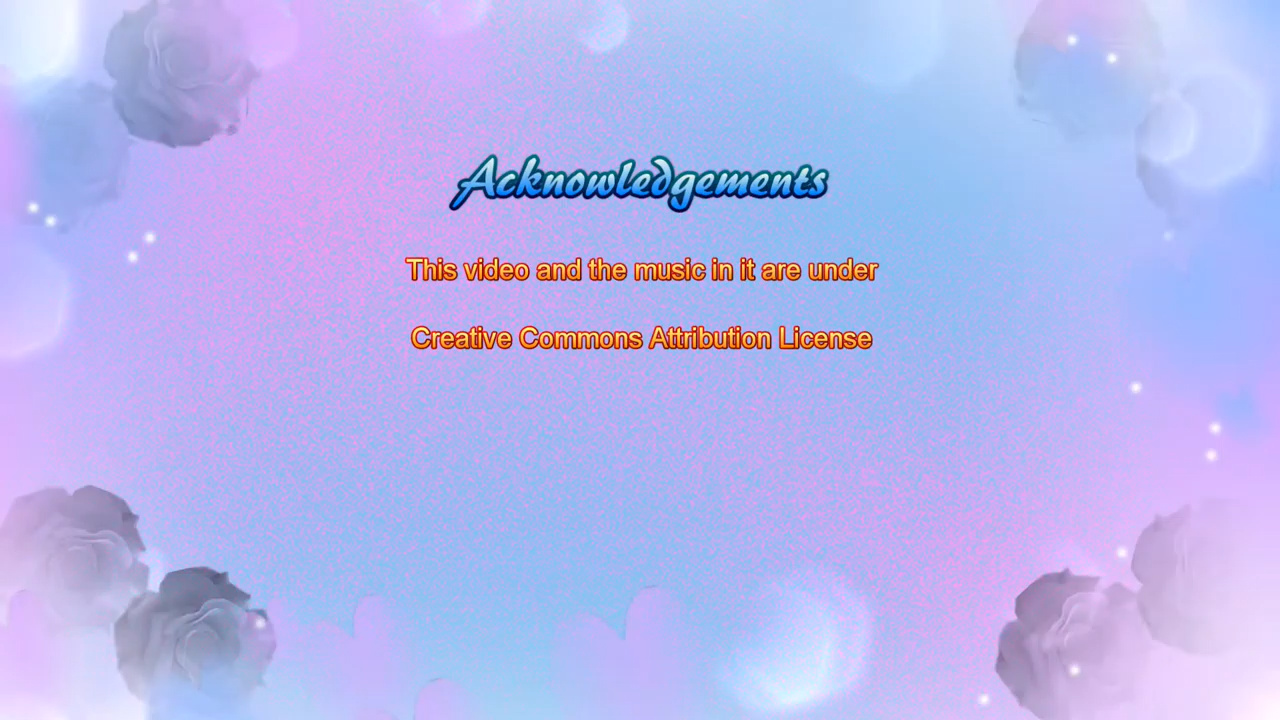 Acknowledgements
This video and the music in it are under
Creative Commons Attribution License